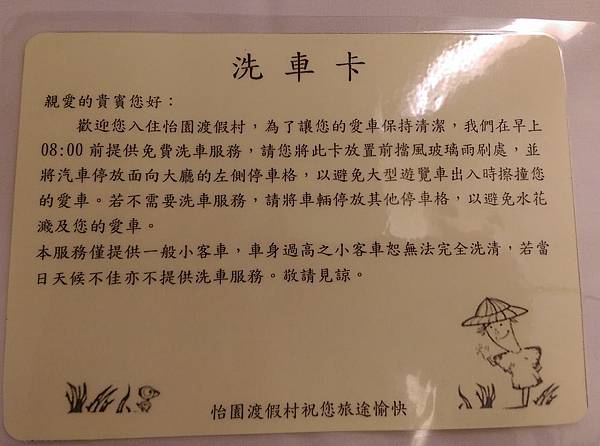 洗車卡
親愛的貴賓您好：
歡迎您入住怡園渡假村，為了讓您的愛車保持清潔，我們在早上
08:00 前提供免費洗車服務，請您將此卡放置前擋風玻璃雨刷處，並
將汽車停放面向大廳的左側停車格，以避免大型遊覽車出入時擦撞您
的愛車。若不需要洗車服務，請將車輛停放其他停車格，以避免水花
濺及您的愛車。
本服務僅提供一般小客車，車身過高之小客車恕無法完全洗清，若當
日天候不佳亦不提供洗車服務。敬請見諒。
怡園渡假村祝您旅途愉快